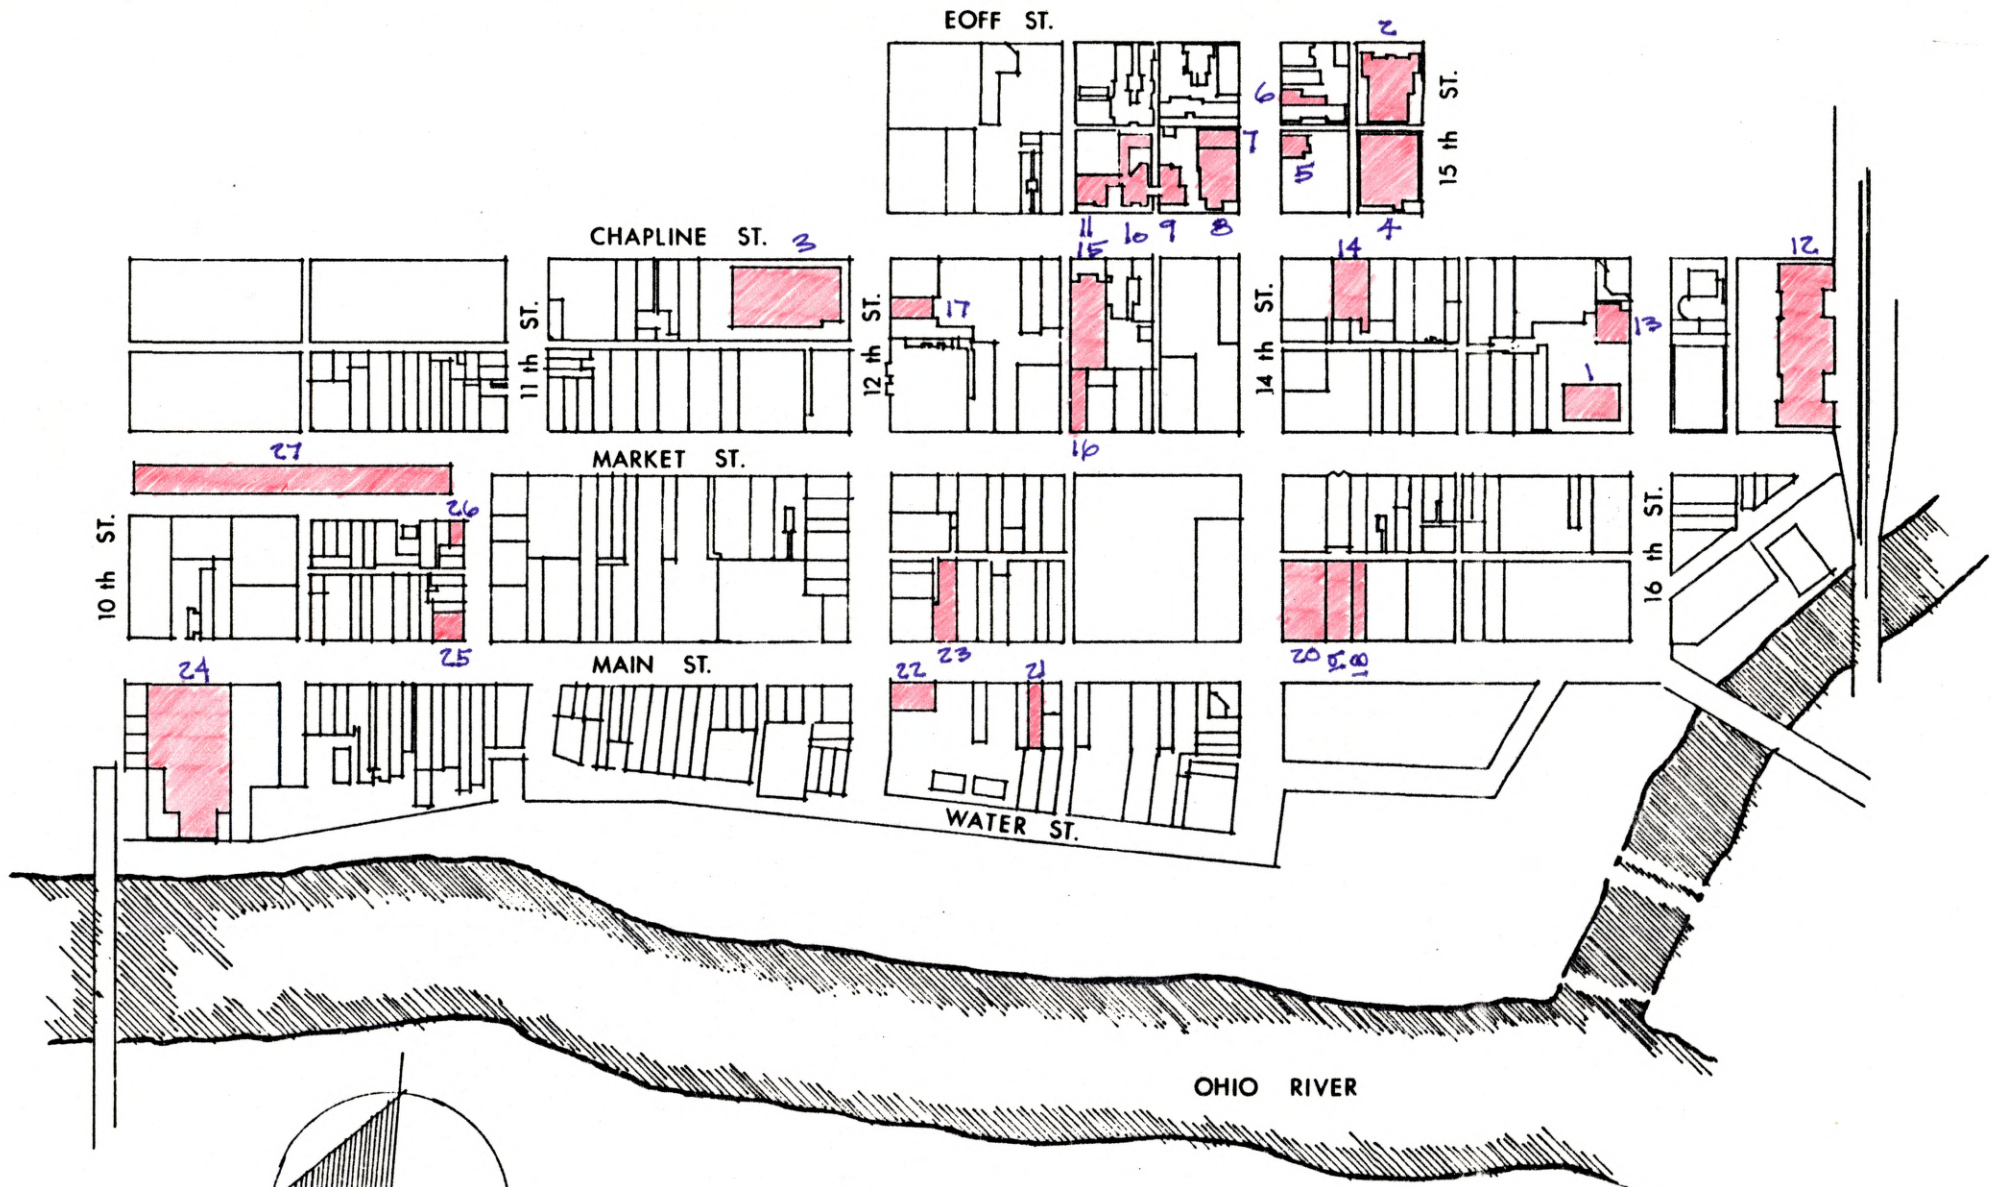 EOFF ST.
2
6
7
15 th ST.
5
11
10
9
8
4
CHAPLINE ST.
3
15
14
12
11 th ST.
12 th ST.
17
14 th ST.
13
1
27
MARKET ST.
16
26
10 th ST.
16 th ST.
25
23
20
19
18
24
MAIN ST.
22
21
WATER ST.
OHIO RIVER